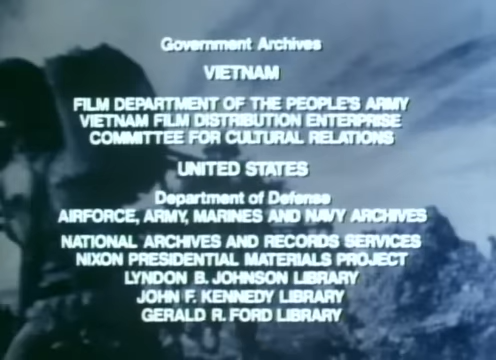 Government Archives
VIETNAM
FILM DEPARTMENT OF THE PEOPLE'S ARMY
VIETNAM FILM DISTRIBUTION ENTERPRISE
COMMITTEE FOR CULTURAL RELATIONS
UNITED STATES
Department of Defense
AIRFORCE, ARMY, MARINES AND NAVY ARCHIVES
NATIONAL ARCHIVES AND RECORDS SERVICES
NIXON PRESIDENTIAL MATERIALS PROJECT
LYNDON B. JOHNSON LIBRARY
JOHN F. KENNEDY LIBRARY
GERALD R. FORD LIBRARY